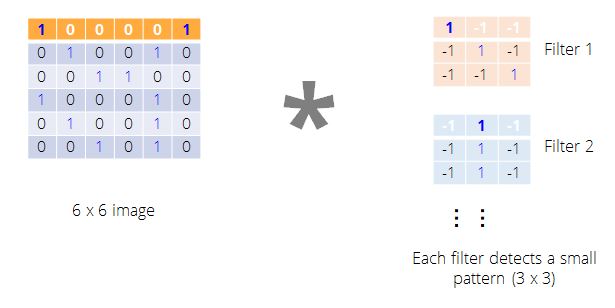 1 0 0 0 0 1
0 1 0 0 1 0
0 0 1 1 0 0
1 0 0 0 1 0
0 1 0 0 1 0
0 0 1 0 1 0
6 x 6 image
*
1 -1 -1
-1 1 -1
-1 -1 1
Filter 1
-1 1 -1
-1 1 -1
-1 1 -1
Filter 2
Each filter detects a small
pattern (3 x 3)